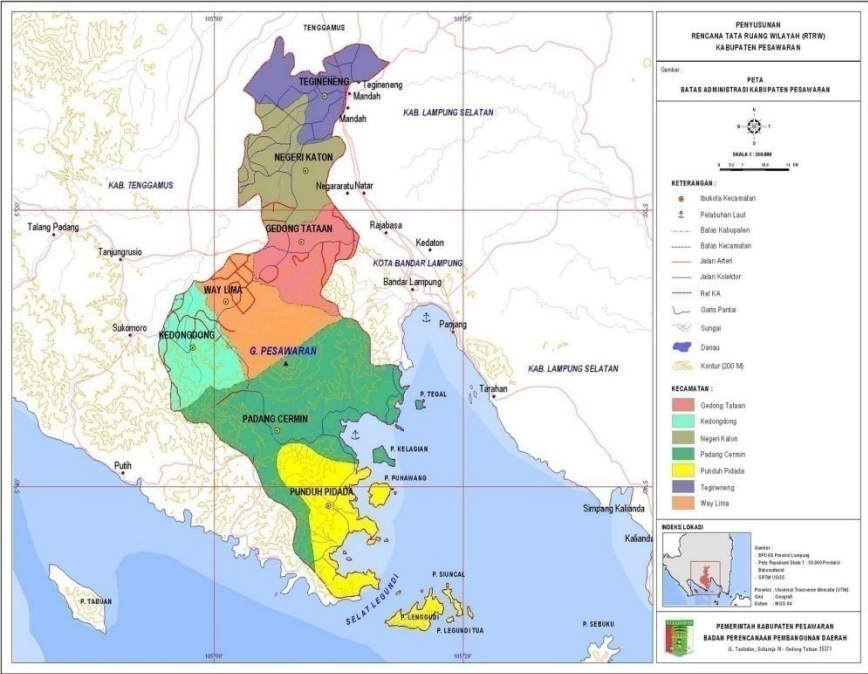 TENGGAMUS
TEGINENENG
Tegineneng
Mandah
Mandah
KAB. LAMPUNG SELATAN
NEGERI KATON
KAB. TENGGAMUS
Negararatu
Natar
Talang Padang
GEDONG TATAAN
Rajabasa
Tanjungrusio
Kedaton
KOTA BANDAR LAMPUNG
WAY LIMA
Bandar Lampung
Sukomoro
KEDONGDONG
Panjang
G. PESAWARAN
KAB. LAMPUNG SELATAN
P. TEGAL
Tarahan
PADANG CERMIN
P. KELAGIAN
Putih
P. PUHAWANG
PUNDUH PIDADA
Simpang Kalianda
Kalianda
P. SIUNCAL
P. TABUAN
SELAT LEGUNDI
P. LENGGUDI
P. LEGUNDI TUA
P. SEBUKU
PENYUSUNAN
RENCANA TATA RUANG WILAYAH (RTRW)
KABUPATEN PESAWARAN
Gambar :
PETA
BATAS ADMINISTRASI KABUPATEN PESAWARAN
KETERANGAN :
Ibukota Kecamatan
Pelabuhan Laut
Batas Kabupaten
Batas Kecamatan
Jalan Arteri
Jalan Kolektor
Rel KA
Garis Pantai
Sungai
Danau
Kontur (200 M)
KECAMATAN :
Gedong Tataan
Kedongdong
Negeri Katon
Padang Cermin
Punduh Pidada
Tegineneng
Way Lima
INDEKS LOKASI
Sumber :
PEMERINTAH KABUPATEN PESAWARAN
BADAN PERENCANAAN PEMBANGUNAN DAERAH